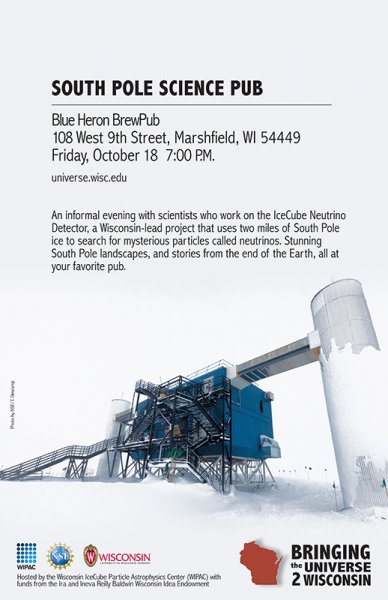 SOUTH POLE SCIENCE PUB
Blue Heron BrewPub
108 West 9th Street, Marshfield, WI 54449
Friday, October 18 7:00 P.M.
universe.wisc.edu
An informal evening with scientists who work on the IceCube Neutrino
Detector, a Wisconsin-lead project that uses two miles of South Pole
ice to search for mysterious particles called neutrinos. Stunning
South Pole landscapes, and stories from the end of the Earth, all at
your favorite pub.
WIPAC
NSF
WISCONSIN
BRINGING
the UNIVERSE
2 WISCONSIN
Hosted by the Wisconsin IceCube Particle Astrophysics Center (WIPAC) with
funds from the Ira and Ineva Reilly Baldwin Wisconsin Idea Endowment